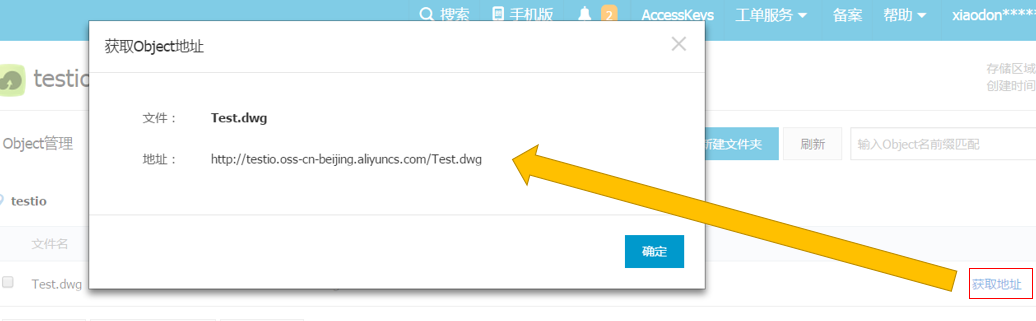 搜索 手机版 2 AccessKeys 工单服务 备案 帮助 xiaodon*****
获取Object地址
testio
存储区域
创建时间
文件： Test.dwg
Object管理
新建文件夹 刷新 输入Object名前缀匹配
地址： http://testio.oss-cn-beijing.aliyuncs.com/Test.dwg
testio
文件名
确定
Test.dwg
获取地址